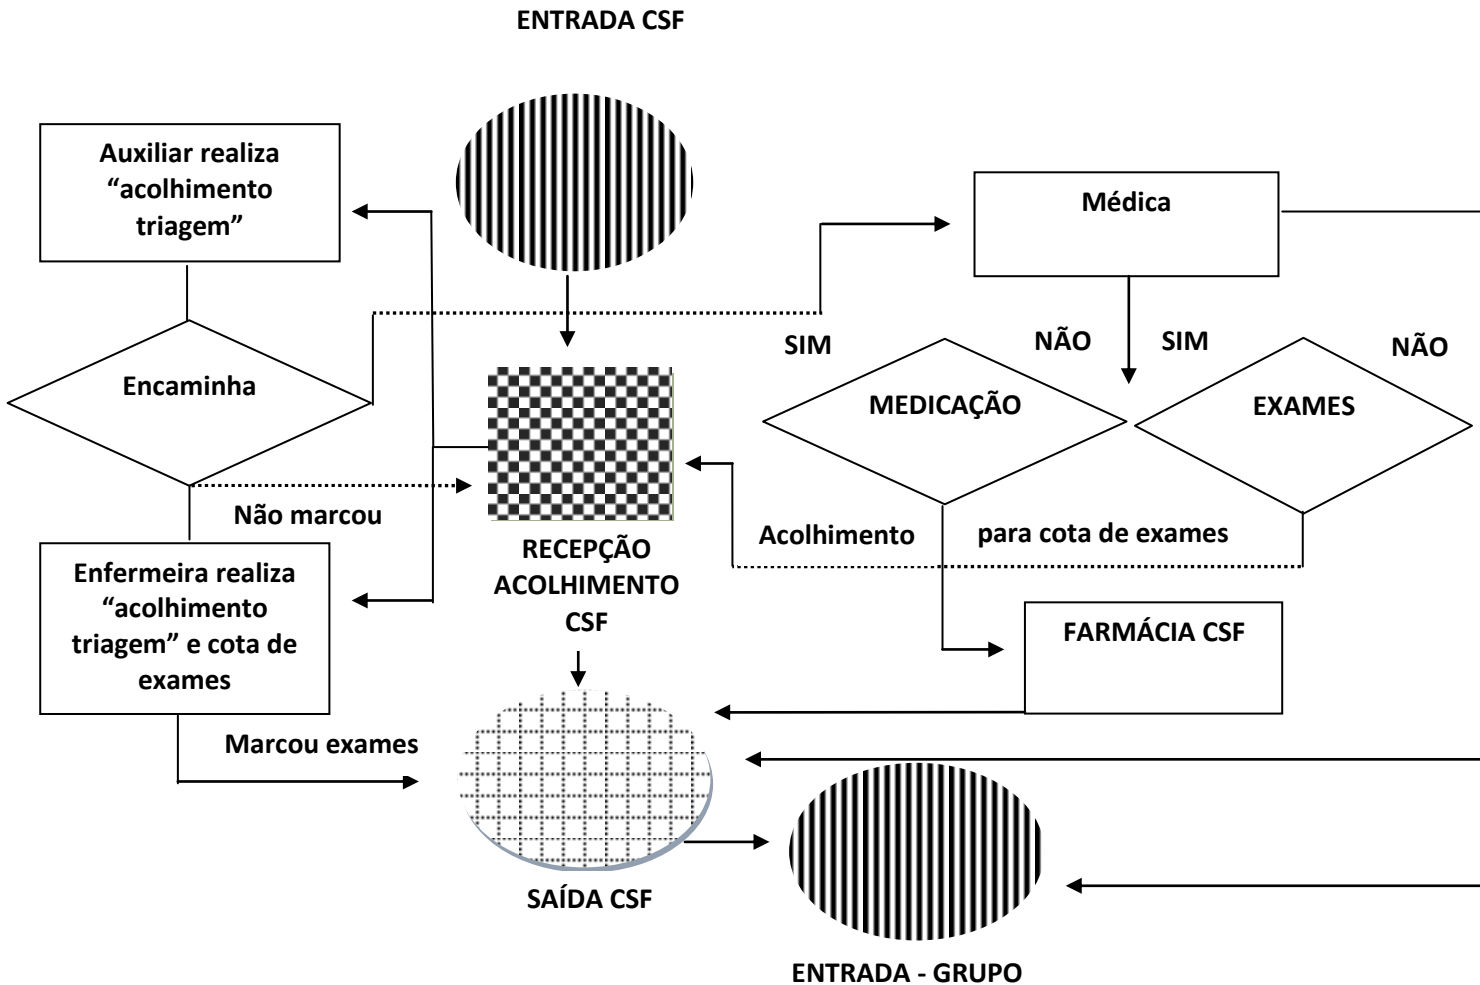 ENTRADA CSF
Auxiliar realiza
“acolhimento
triagem”
Médica
SIM
NÃO
SIM
NÃO
Encaminha
MEDICAÇÃO
EXAMES
Não marcou
Acolhimento
para cota de exames
RECEPÇÃO
ACOLHIMENTO
CSF
Enfermeira realiza
“acolhimento
triagem” e cota de
exames
FARMÁCIA CSF
Marcou exames
SAÍDA CSF
ENTRADA - GRUPO